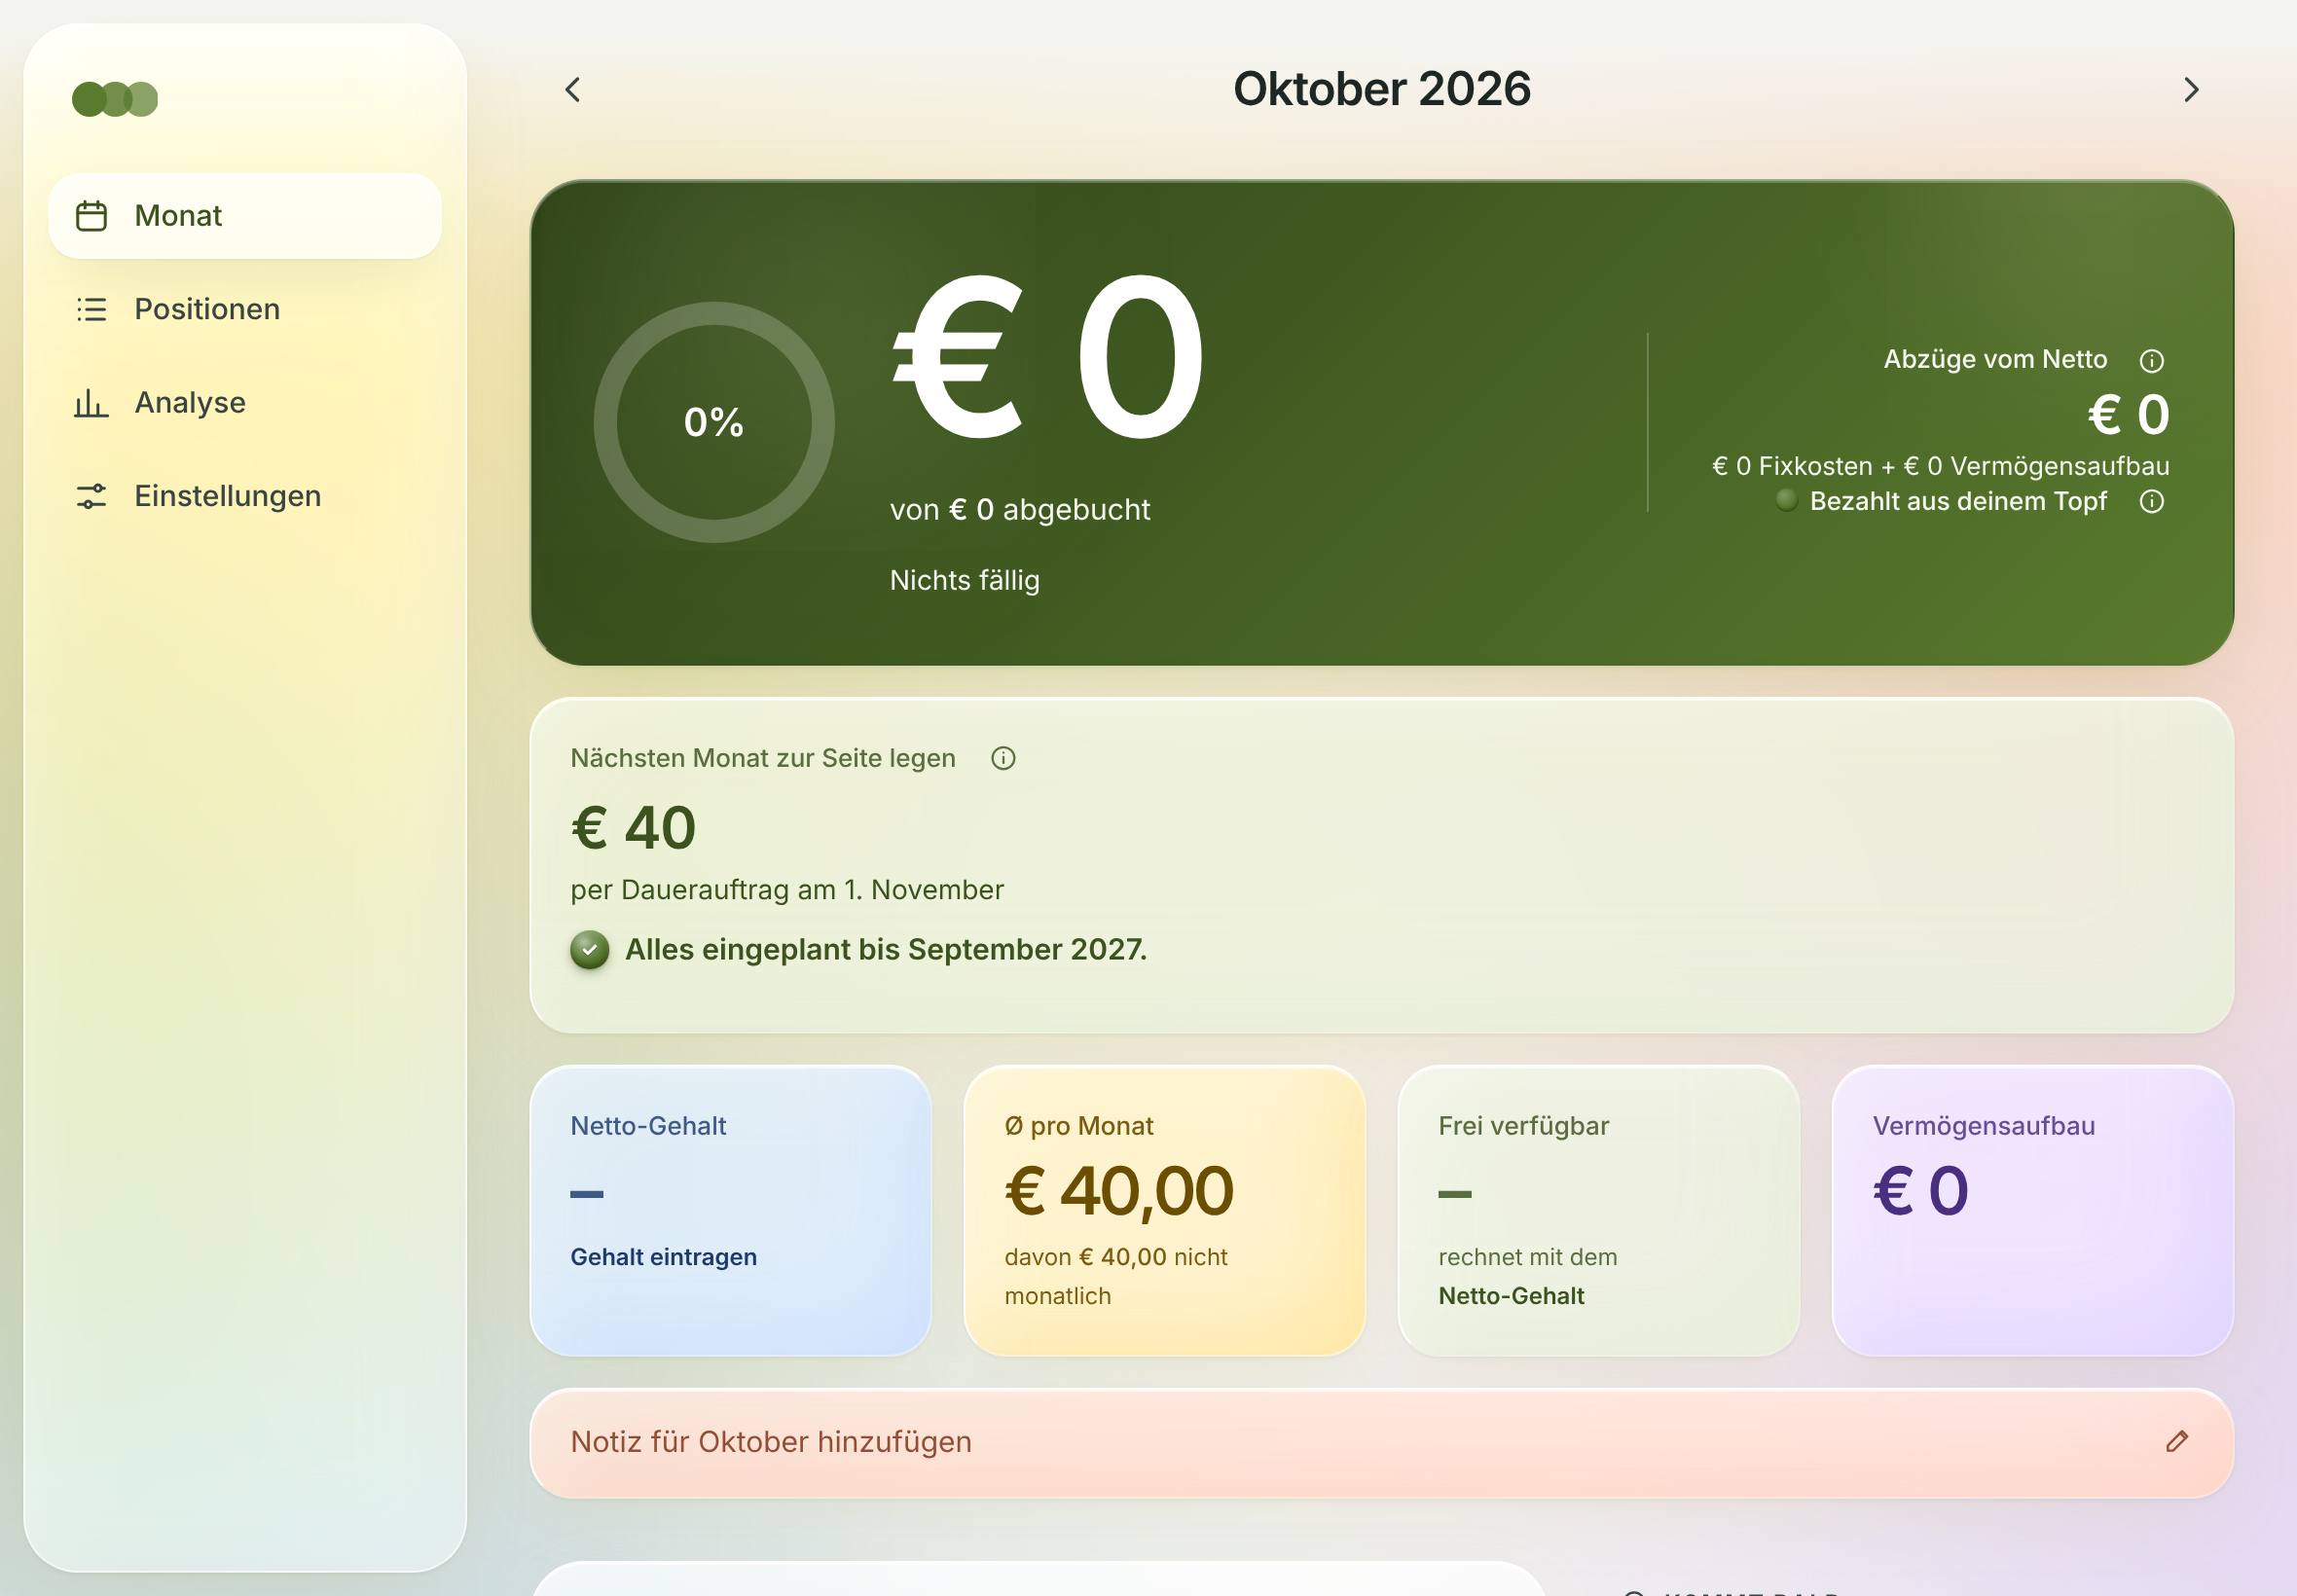 Oktober 2026
Monat
Positionen
Analyse
Einstellungen
0%
€ 0
von € 0 abgebucht
Nichts fällig
Abzüge vom Netto
€ 0
€ 0 Fixkosten + € 0 Vermögensaufbau
Bezahlt aus deinem Topf
Nächsten Monat zur Seite legen
€ 40
per Dauerauftrag am 1. November
Alles eingeplant bis September 2027.
Netto-Gehalt
–
Gehalt eintragen
Ø pro Monat
€ 40,00
davon € 40,00 nicht
monatlich
Frei verfügbar
–
rechnet mit dem
Netto-Gehalt
Vermögensaufbau
€ 0
Notiz für Oktober hinzufügen